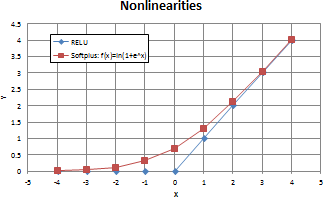 Nonlinearities
4.5
4
3.5
3
2.5
2
1.5
1
0.5
0
Y
RELU
Softplus: f(x)=ln(1+e^x)
-5 -4 -3 -2 -1 0 1 2 3 4 5
X